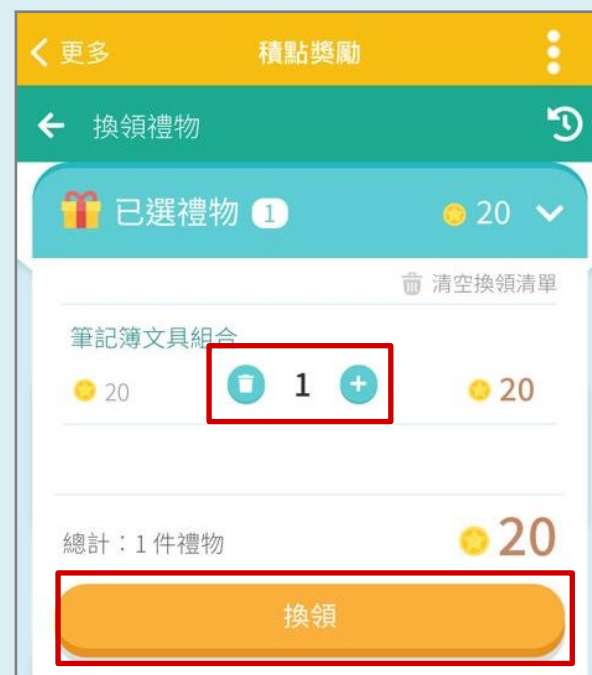 更多 積點獎勵
換領禮物
已選禮物 1 20
清空換領清單
筆記簿文具組合
20 1 + 20
總計：1 件禮物 20
換領